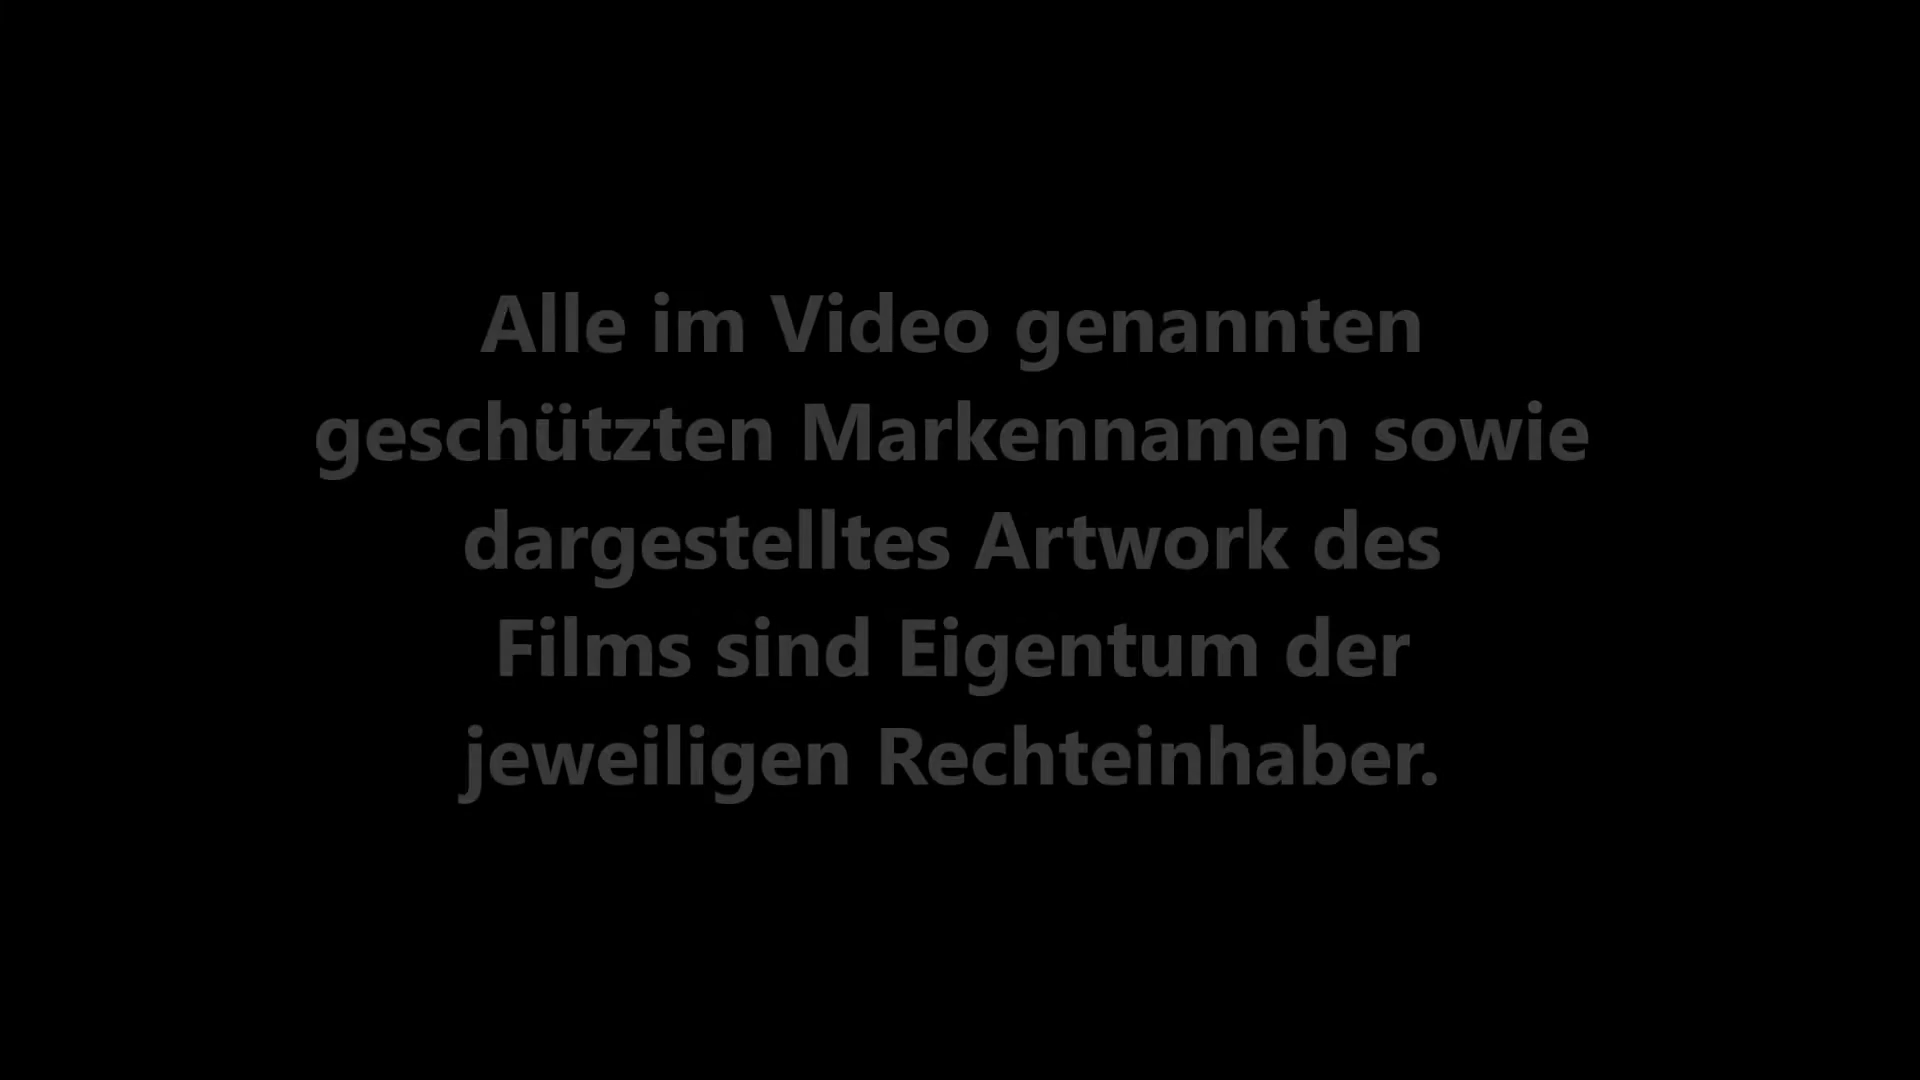 Alle im Video genannten
geschützten Markennamen sowie
dargestelltes Artwork des
Films sind Eigentum der
jeweiligen Rechteinhaber.